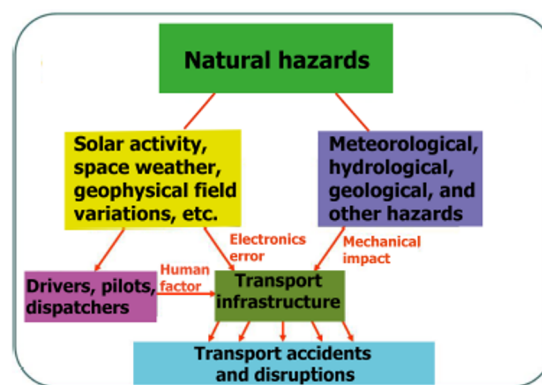 Natural hazards
Solar activity,
space weather,
geophysical field
variations, etc.
Meteorological,
hydrological,
geological, and
other hazards
Electronics
error
Mechanical
impact
Drivers, pilots,
dispatchers
Human
factor
Transport
infrastructure
Transport accidents
and disruptions